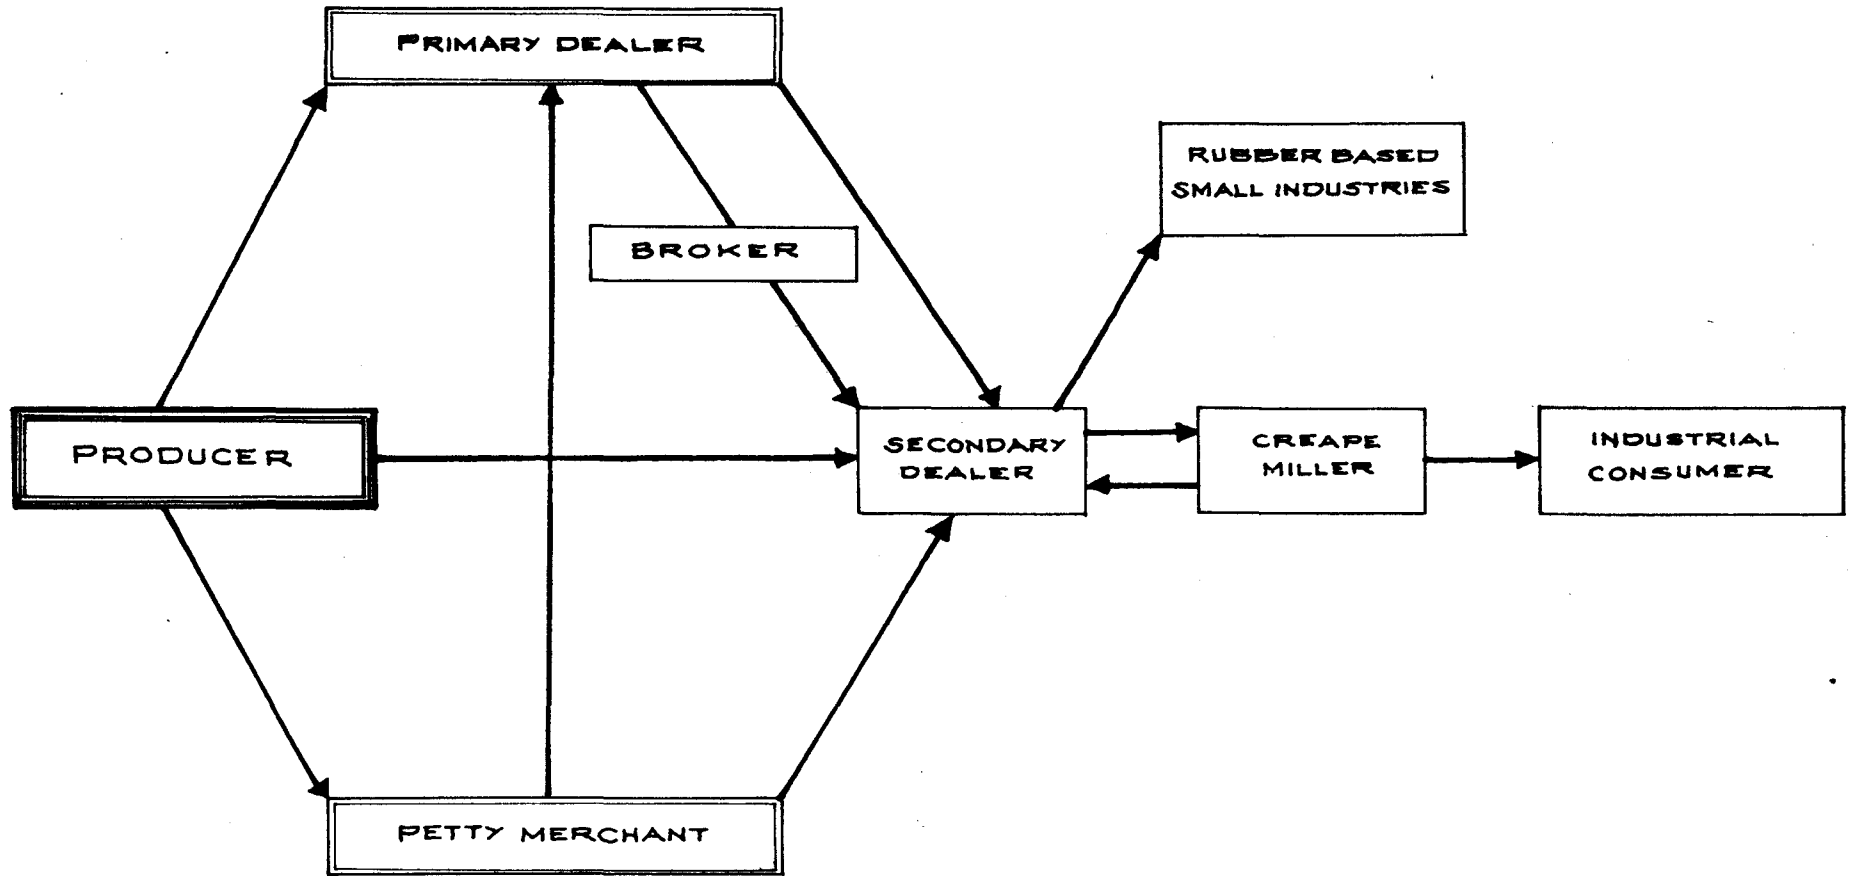 PRIMARY DEALER
RUBBER BASED
SMALL INDUSTRIES
BROKER
PRODUCER
SECONDARY
DEALER
CREAPE
MILLER
INDUSTRIAL
CONSUMER
PETTY MERCHANT